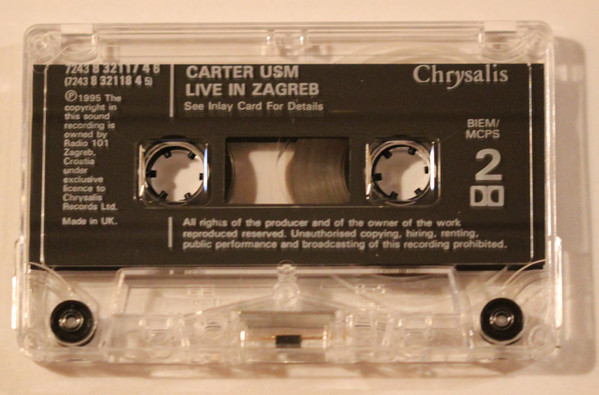 7243 8 32117 4 6
(7243 8 32118 4 5)
℗1995 The
copyright in
this sound
recording is
owned by
Radio 101
Zagreb,
Croatia
under
exclusive
licence to
Chrysalis
Records Ltd.
Made in UK.
CARTER USM
LIVE IN ZAGREB
See Inlay Card For Details
Chrysalis
BIEM/
MCPS
2
All rights of the producer and of the owner of the work
reproduced reserved. Unauthorised copying, hiring, renting,
public performance and broadcasting of this recording prohibited.